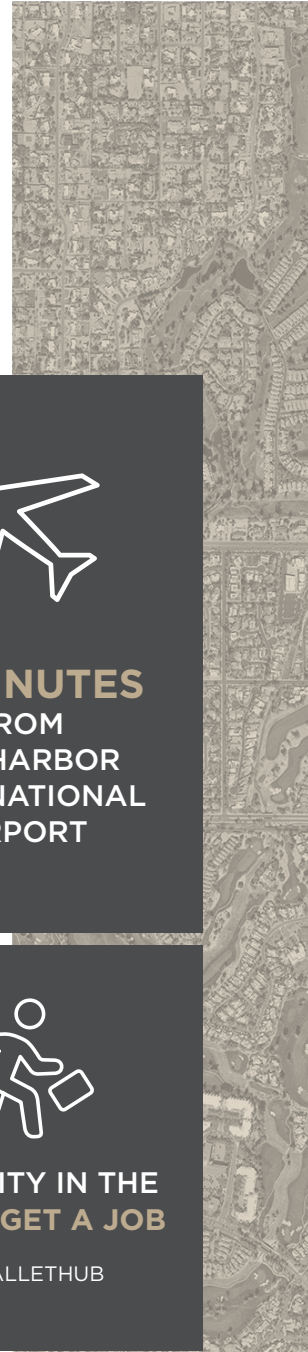 NUTES
ROM
HARBOR
NATIONAL
RPORT
ITY IN THE
GET A JOB
ALLETHUB